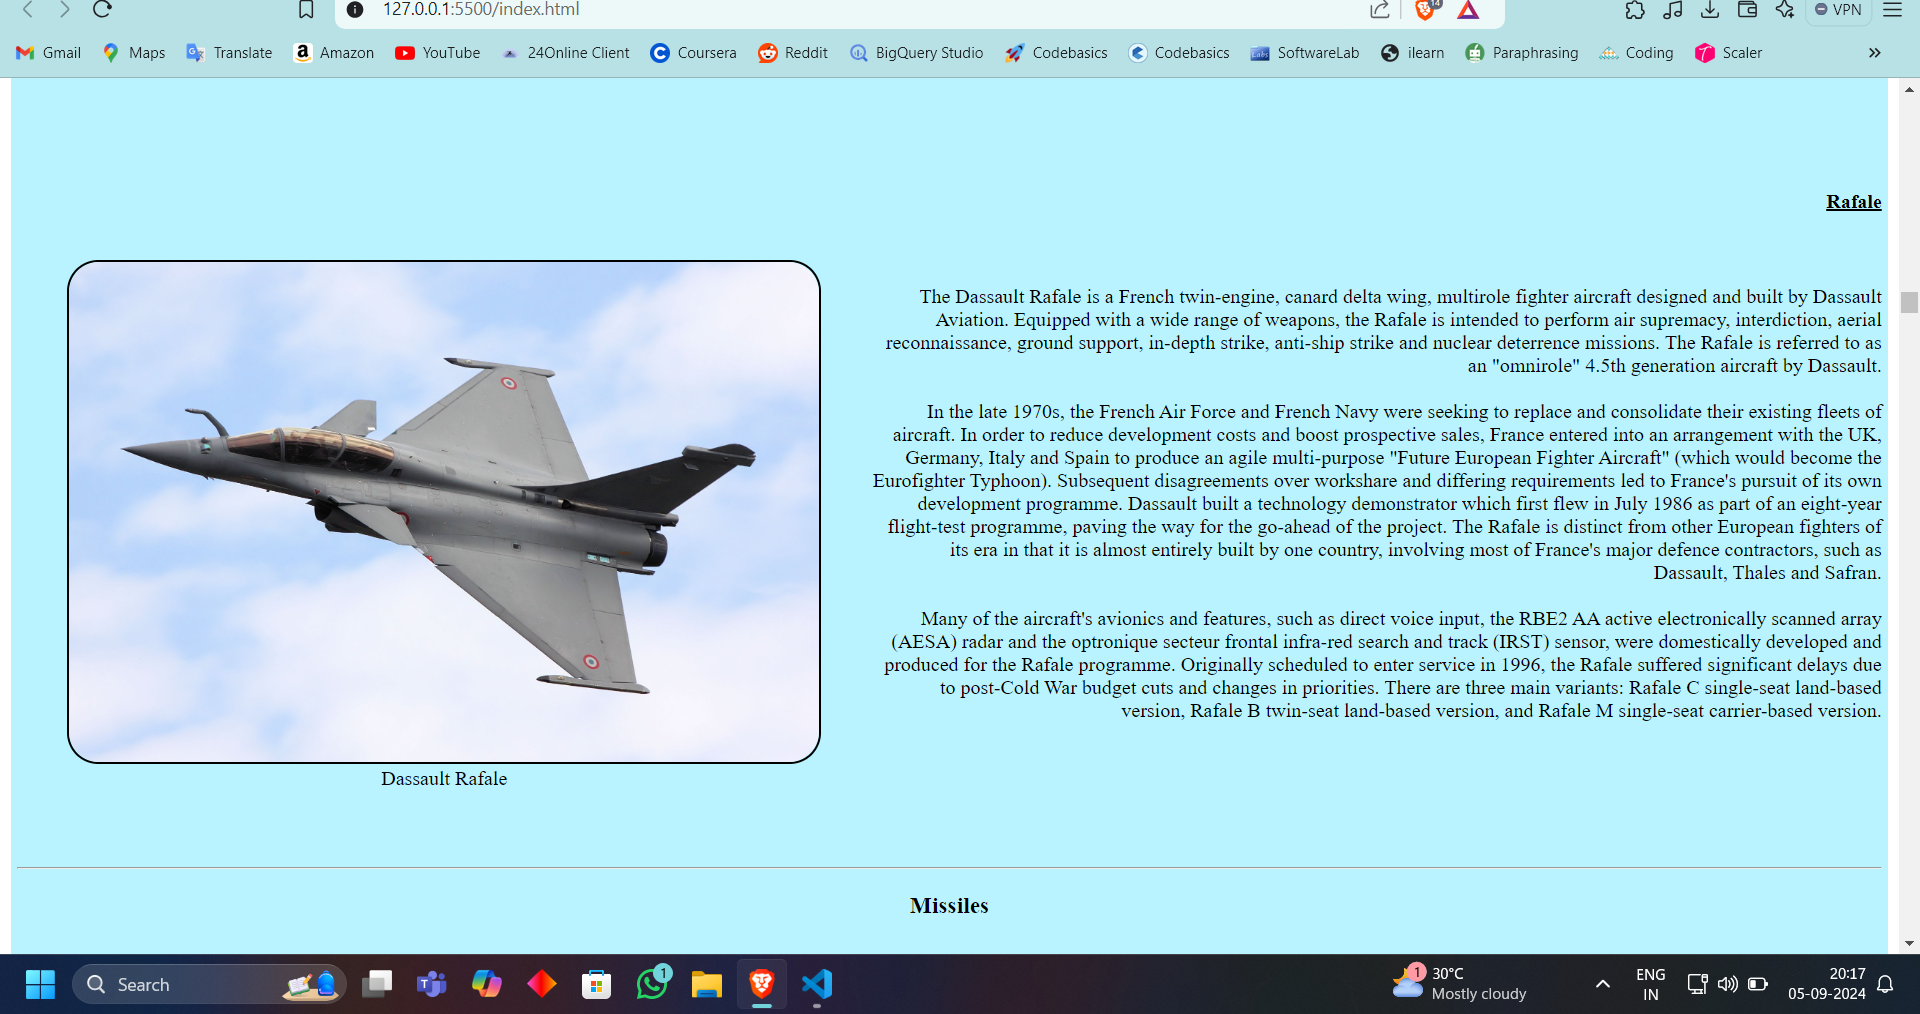 127.0.0.1:5500/index.html
14
VPN
Gmail
Maps
Translate
Amazon
YouTube
24Online Client
Coursera
Reddit
BigQuery Studio
Codebasics
Codebasics
SoftwareLab
ilearn
Paraphrasing
Coding
Scaler
»
Rafale
The Dassault Rafale is a French twin-engine, canard delta wing, multirole fighter aircraft designed and built by Dassault
Aviation. Equipped with a wide range of weapons, the Rafale is intended to perform air supremacy, interdiction, aerial
reconnaissance, ground support, in-depth strike, anti-ship strike and nuclear deterrence missions. The Rafale is referred to as
an "omnirole" 4.5th generation aircraft by Dassault.
In the late 1970s, the French Air Force and French Navy were seeking to replace and consolidate their existing fleets of
aircraft. In order to reduce development costs and boost prospective sales, France entered into an arrangement with the UK,
Germany, Italy and Spain to produce an agile multi-purpose "Future European Fighter Aircraft" (which would become the
Eurofighter Typhoon). Subsequent disagreements over workshare and differing requirements led to France's pursuit of its own
development programme. Dassault built a technology demonstrator which first flew in July 1986 as part of an eight-year
flight-test programme, paving the way for the go-ahead of the project. The Rafale is distinct from other European fighters of
its era in that it is almost entirely built by one country, involving most of France's major defence contractors, such as
Dassault, Thales and Safran.
Many of the aircraft's avionics and features, such as direct voice input, the RBE2 AA active electronically scanned array
(AESA) radar and the optronique secteur frontal infra-red search and track (IRST) sensor, were domestically developed and
produced for the Rafale programme. Originally scheduled to enter service in 1996, the Rafale suffered significant delays due
to post-Cold War budget cuts and changes in priorities. There are three main variants: Rafale C single-seat land-based
version, Rafale B twin-seat land-based version, and Rafale M single-seat carrier-based version.
Dassault Rafale
Missiles
Search
1
1
30°C
Mostly cloudy
ENG
IN
20:17
05-09-2024